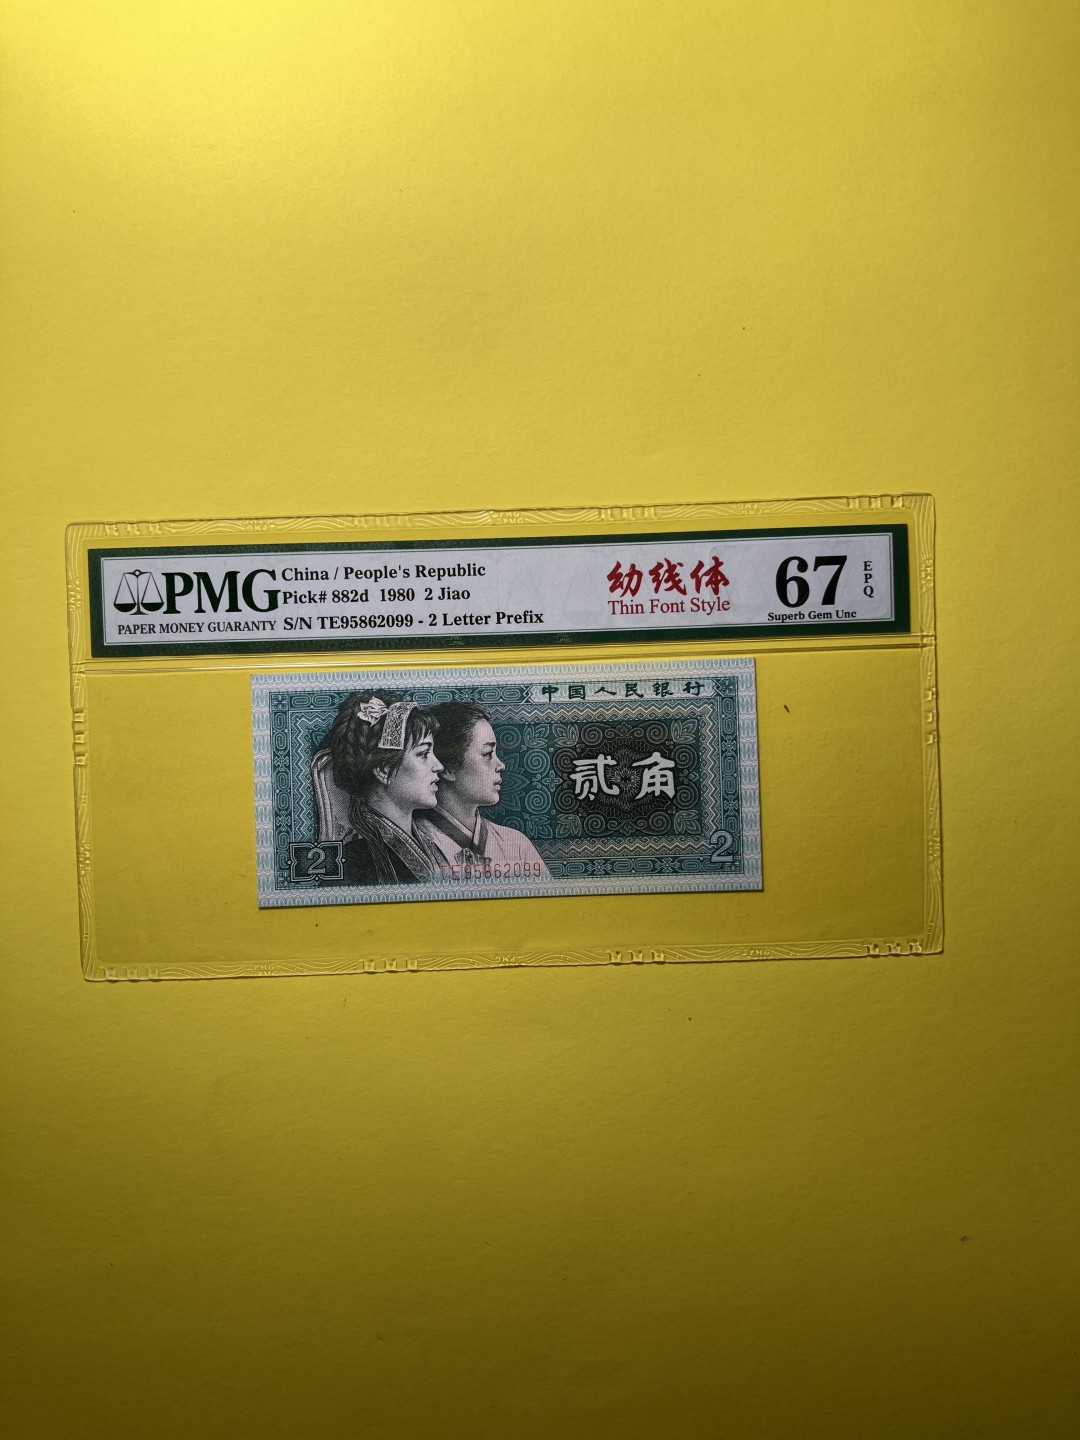 PMG
PAPER MONEY GUARANTY
China / People's Republic
Pick# 882d 1980 2 Jiao
S/N TE95862099 - 2 Letter Prefix
幼线体
Thin Font Style
67
EPQ
Superb Gem Unc
中国人民银行
贰角
2
2
TE95862099